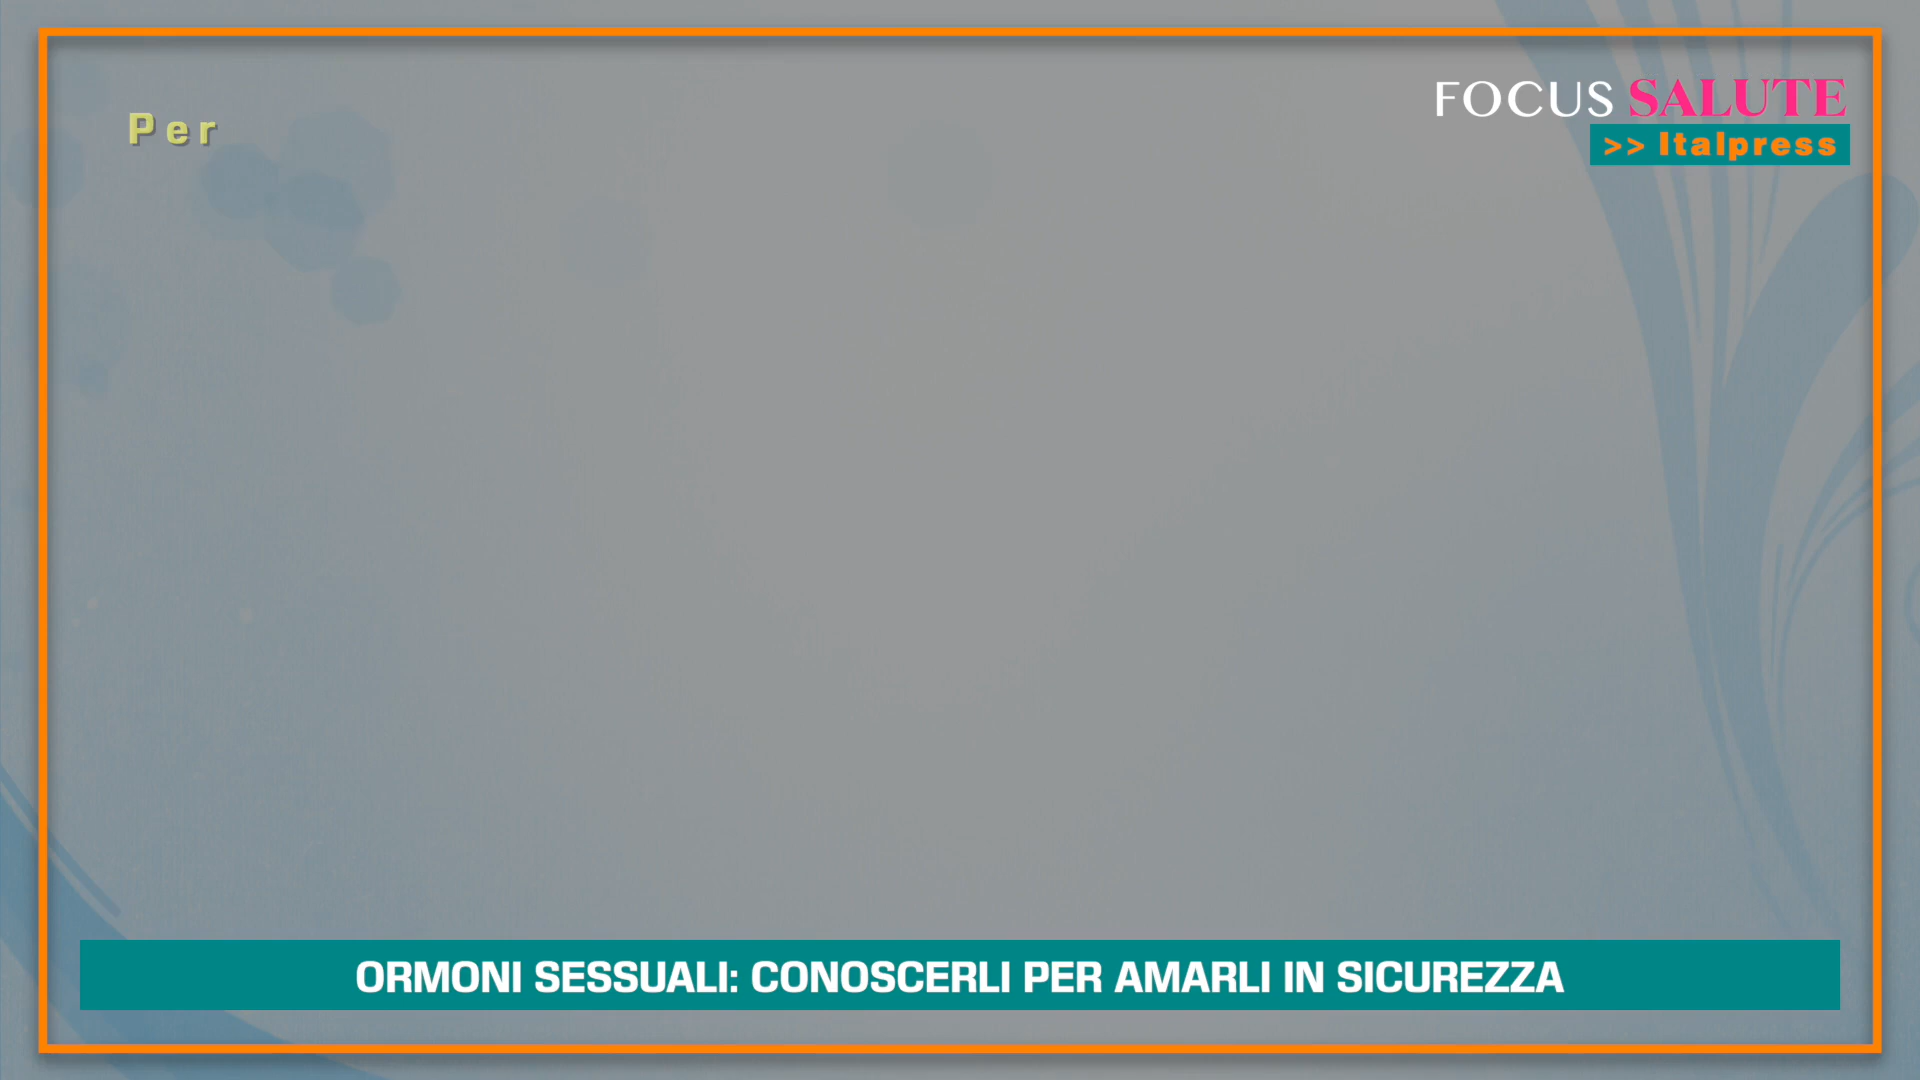 Per
FOCUS SALUTE
>> Italpress
ORMONI SESSUALI: CONOSCERLI PER AMARLI IN SICUREZZA